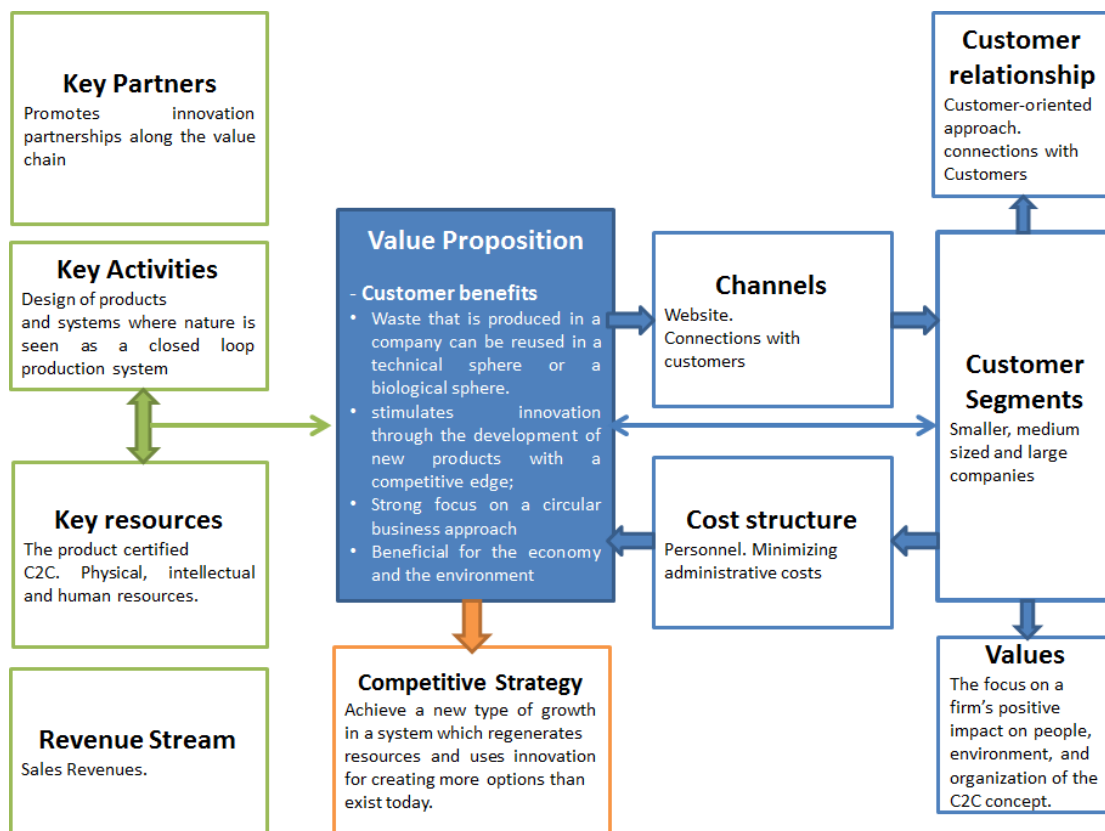 Key Partners
Promotes innovation
partnerships along the value
chain
Key Activities
Design of products
and systems where nature is
seen as a closed loop
production system
Key resources
The product certified
C2C. Physical, intellectual
and human resources.
Revenue Stream
Sales Revenues.
Value Proposition
- Customer benefits
• Waste that is produced in a
company can be reused in a
technical sphere or a
biological sphere.
• stimulates innovation
through the development of
new products with a
competitive edge;
• Strong focus on a circular
business approach
• Beneficial for the economy
and the environment
Competitive Strategy
Achieve a new type of growth
in a system which regenerates
resources and uses innovation
for creating more options than
exist today.
Channels
Website.
Connections with
customers
Cost structure
Personnel. Minimizing
administrative costs
Customer
relationship
Customer-oriented
approach.
connections with
Customers
Customer
Segments
Smaller, medium
sized and large
companies
Values
The focus on a
firm's positive
impact on people,
environment, and
organization of the
C2C concept.